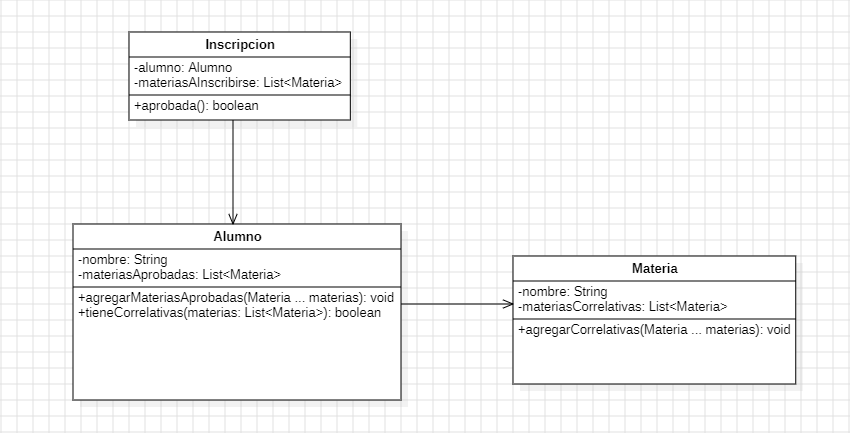 Inscripcion
-alumno: Alumno
-materiasAInscribirse: List<Materia>
+aprobada(): boolean
Alumno
-nombre: String
-materiasAprobadas: List<Materia>
+agregarMateriasAprobadas(Materia ... materias): void
+tieneCorrelativas(materias: List<Materia>): boolean
Materia
-nombre: String
-materiasCorrelativas: List<Materia>
+agregarCorrelativas(Materia ... materias): void